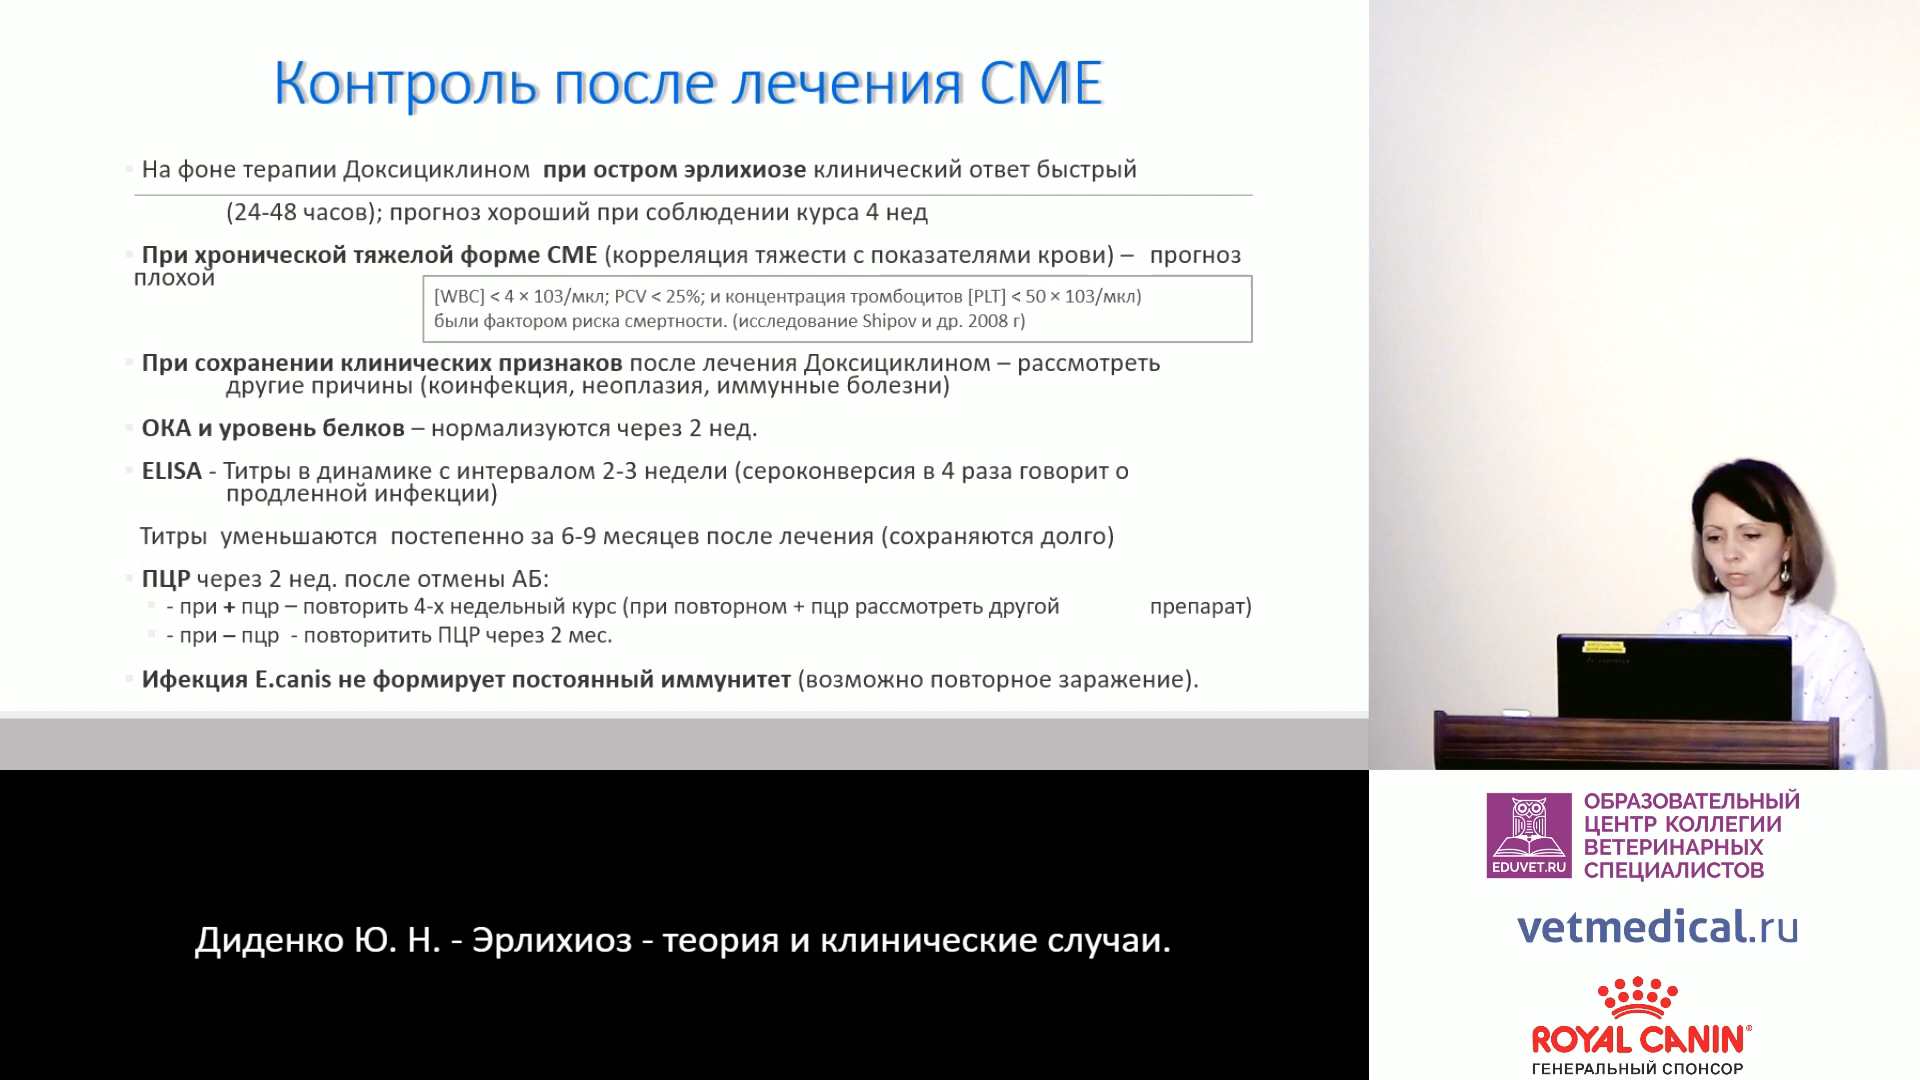 Контроль после лечения СМЕ
На фоне терапии Доксициклином при остром эрлихиозе клинический ответ быстрый
(24-48 часов); прогноз хороший при соблюдении курса 4 нед
При хронической тяжелой форме СМЕ (корреляция тяжести с показателями крови) – прогноз
плохой
[WBC] < 4 × 103/мкл; PCV < 25%; и концентрация тромбоцитов [PLT] < 50 × 103/мкл)
были фактором риска смертности. (исследование Shipov и др. 2008 г)
При сохранении клинических признаков после лечения Доксициклином – рассмотреть
другие причины (коинфекция, неоплазия, иммунные болезни)
ОКА и уровень белков – нормализуются через 2 нед.
ELISA - Титры в динамике с интервалом 2-3 недели (сероконверсия в 4 раза говорит о
продленной инфекции)
Титры уменьшаются постепенно за 6-9 месяцев после лечения (сохраняются долго)
ПЦР через 2 нед. после отмены АБ:
- при + пцр – повторить 4-х недельный курс (при повторном + пцр рассмотреть другой препарат)
- при – пцр - повторитить ПЦР через 2 мес.
Ифекция E.canis не формирует постоянный иммунитет (возможно повторное заражение).
Диденко Ю. Н. - Эрлихиоз - теория и клинические случаи.
EDUVET.RU
ОБРАЗОВАТЕЛЬНЫЙ
ЦЕНТР КОЛЛЕГИИ
ВЕТЕРИНАРНЫХ
СПЕЦИАЛИСТОВ
vetmedical.ru
ROYAL CANIN®
ГЕНЕРАЛЬНЫЙ СПОНСОР